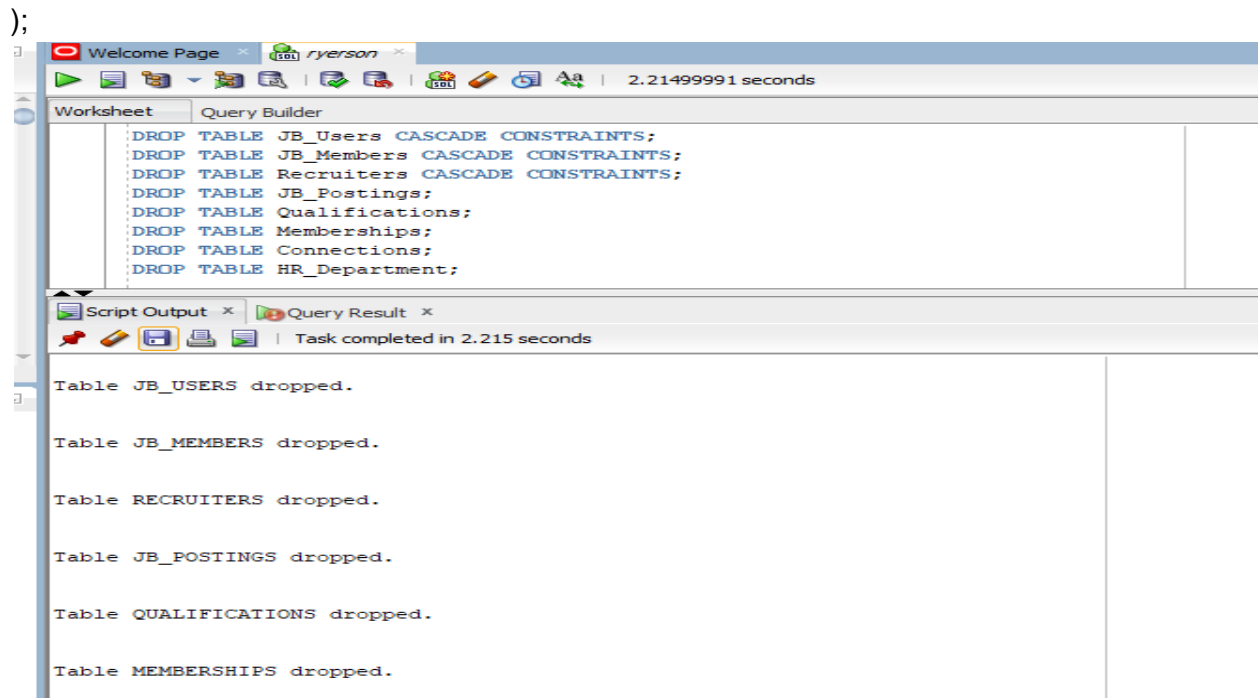 );
Welcome Page
ryerson
2.21499991 seconds
Worksheet Query Builder
DROP TABLE JB_Users CASCADE CONSTRAINTS;
DROP TABLE JB_Members CASCADE CONSTRAINTS;
DROP TABLE Recruiters CASCADE CONSTRAINTS;
DROP TABLE JB_Postings;
DROP TABLE Qualifications;
DROP TABLE Memberships;
DROP TABLE Connections;
DROP TABLE HR_Department;
Script Output Query Result
Task completed in 2.215 seconds
Table JB_USERS dropped.
Table JB_MEMBERS dropped.
Table RECRUITERS dropped.
Table JB_POSTINGS dropped.
Table QUALIFICATIONS dropped.
Table MEMBERSHIPS dropped.